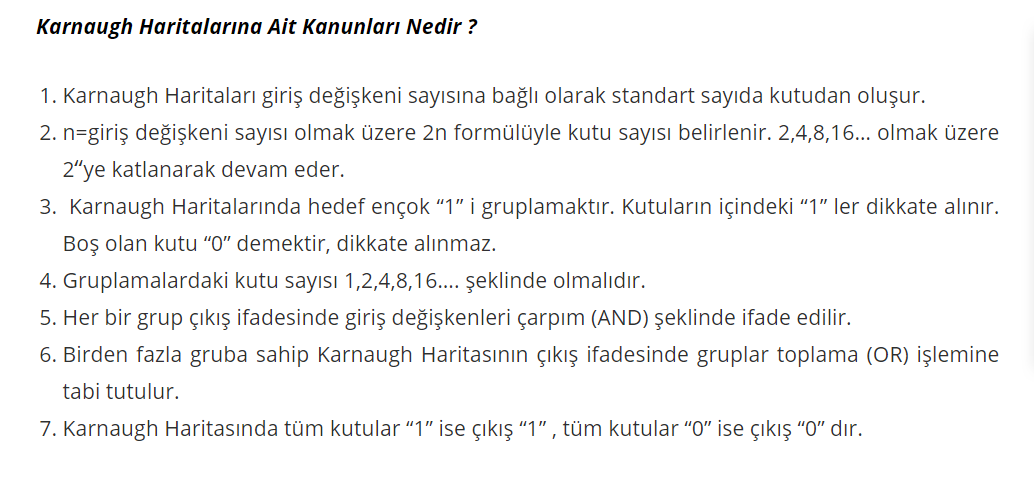 Karnaugh Haritalarına Ait Kanunları Nedir ?
1. Karnaugh Haritaları giriş değişkeni sayısına bağlı olarak standart sayıda kutudan oluşur.
2. n=giriş değişkeni sayısı olmak üzere 2n formülüyle kutu sayısı belirlenir. 2,4,8,16... olmak üzere
2“ye katlanarak devam eder.
3. Karnaugh Haritalarında hedef ençok “1” i gruplamaktır. Kutuların içindeki “1” ler dikkate alınır.
Boş olan kutu “0” demektir, dikkate alınmaz.
4. Gruplamalardaki kutu sayısı 1,2,4,8,16.... şeklinde olmalıdır.
5. Her bir grup çıkış ifadesinde giriş değişkenleri çarpım (AND) şeklinde ifade edilir.
6. Birden fazla gruba sahip Karnaugh Haritasının çıkış ifadesinde gruplar toplama (OR) işlemine
tabi tutulur.
7. Karnaugh Haritasında tüm kutular “1” ise çıkış “1” , tüm kutular “0” ise çıkış “0” dır.